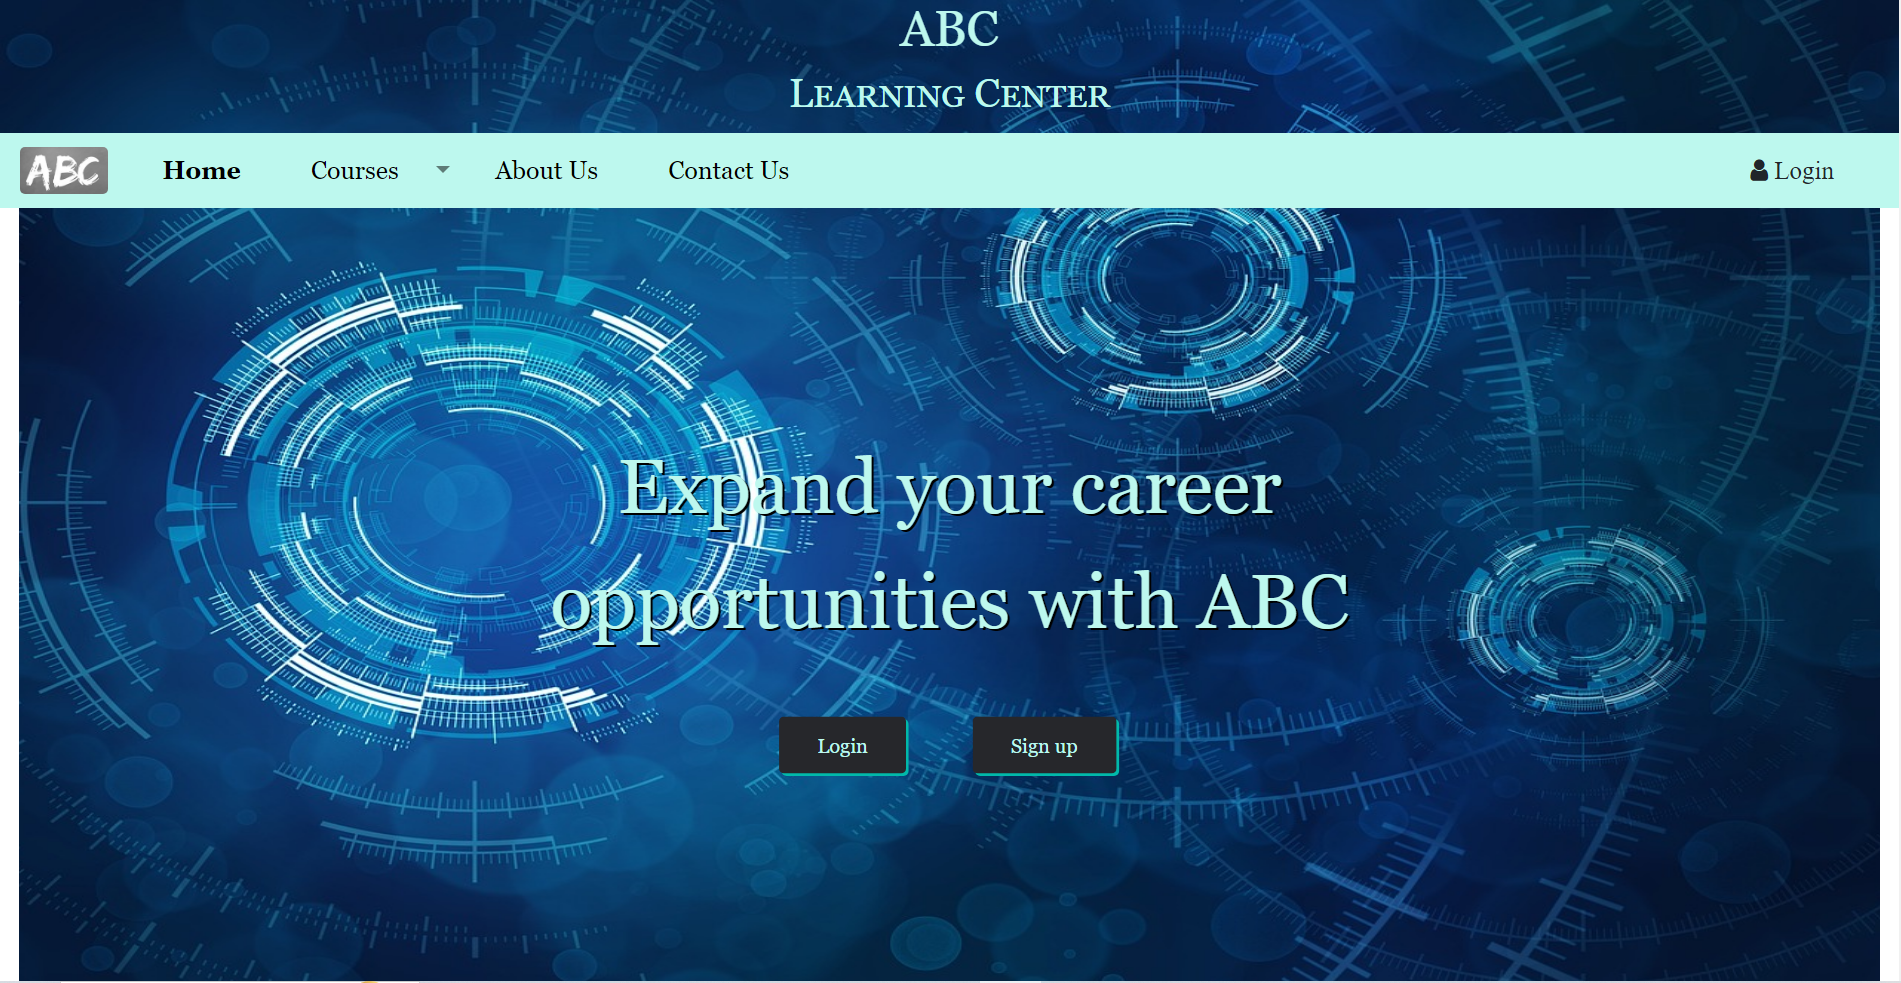 ABC
Learning Center
ABC Home Courses About Us Contact Us Login
Expand your career
opportunities with ABC
Login Sign up